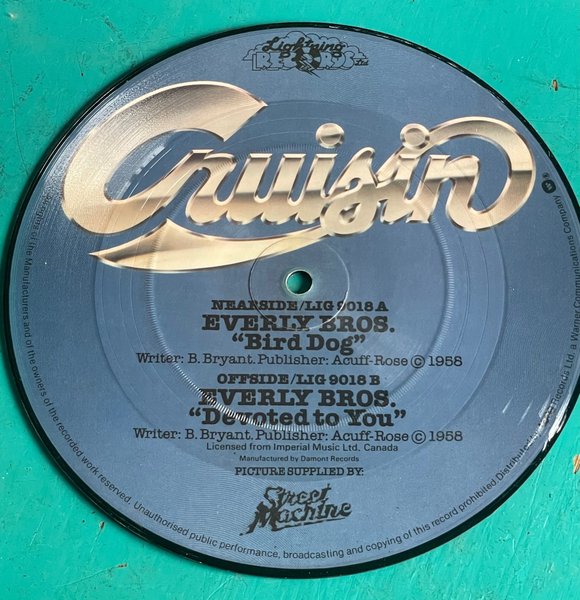 Lightning
RECORDS Ltd
Cruisin
NEARSIDE/LIG 9018 A
EVERLY BROS.
“Bird Dog”
Writer: B. Bryant. Publisher: Acuff-Rose © 1958
OFFSIDE/LIG 9018 B
EVERLY BROS.
“Devoted to You”
Writer: B. Bryant. Publisher: Acuff-Rose © 1958
Licensed from Imperial Music Ltd, Canada
Manufactured by Damont Records
PICTURE SUPPLIED BY:
Street
Machine
of the Manufacturers and of the owners of the recorded work reserved. Unauthorised public performance, broadcasting and copying of this record prohibited. Records Ltd, a Warner Communications Company